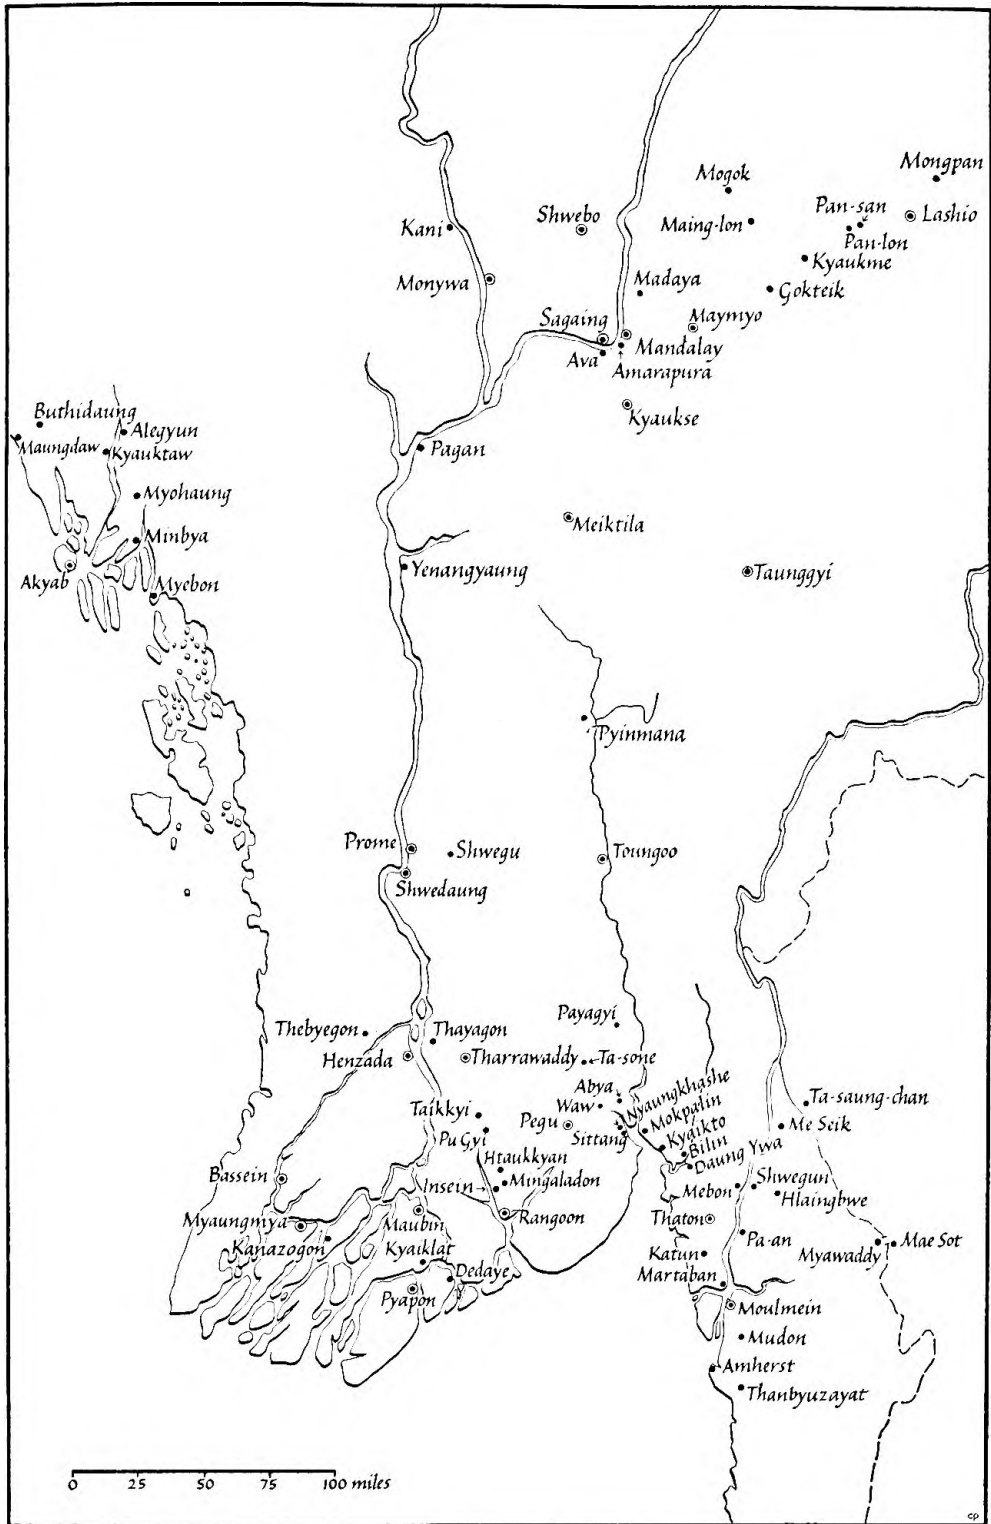 Mongpan
Mogok
Pan-san
Lashio
Shwebo
Maing-lon
Kani
Pan-lon
Kyaukme
Monywa
Madaya
Gokteik
Sagaing
Maymyo
Mandalay
Ava
Amarapura
Buthidaung
Kyaukse
Alegyun
Maungdaw
Kyauktaw
Pagan
Myohaung
Meiktila
Minbya
Akyab
Yenangyaung
Taunggyi
Myebon
Pyinmana
Prome
Shwegu
Toungoo
Shwedaung
Payagyi
Thebyegon
Thayagon
Henzada
Tharrawaddy
Ta-sone
Abya
Nyaungkhashe
Waw
Ta-saung-chan
Taikkyi
Mokpalin
Pegu
Me Seik
Pu Gyi
Sittang
Kyaikto
Bilin
Htaukkyan
Daung Ywa
Bassein
Insein
Mingaladon
Mebon
Shwegun
Hlaingbwe
Myaungmya
Maubin
Rangoon
Thaton
Kanazogon
Kyaiklat
Katun
Pa-an
Myawaddy
Mae Sot
Dedaye
Martaban
Pyapon
Moulmein
Mudon
Amherst
Thanbyuzayat
0 25 50 75 100 miles
CP